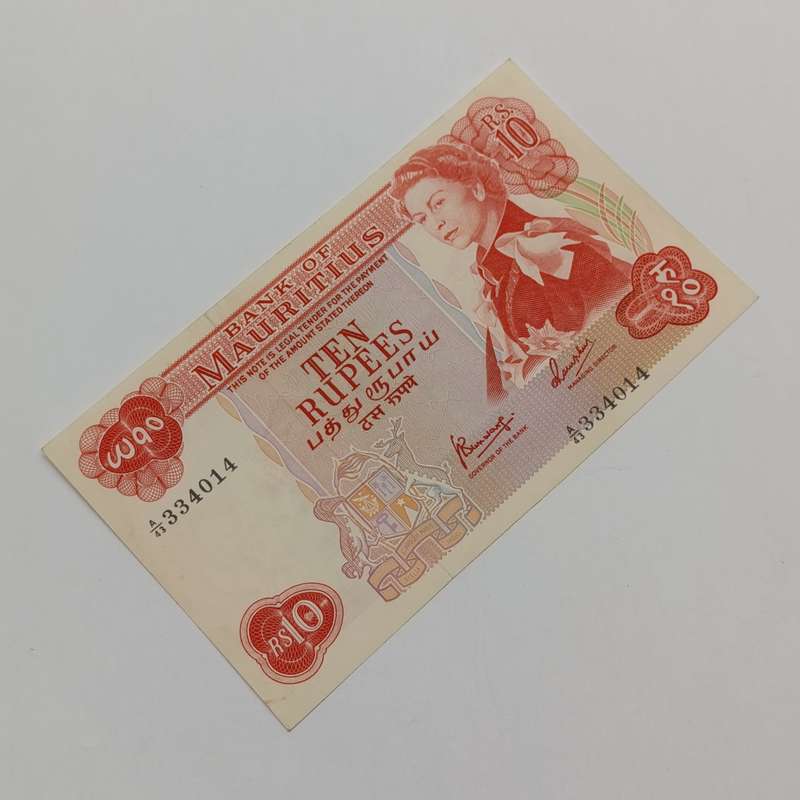 BANK OF
MAURITIUS
THIS NOTE IS LEGAL TENDER FOR THE PAYMENT
OF THE AMOUNT STATED THEREON
TEN
RUPEES
பத்து ரூபாய்
दस रुपये
R.S.
10
१०
A/43 334014
A/43 334014
GOVERNOR OF THE BANK
MANAGING DIRECTOR
RS 10